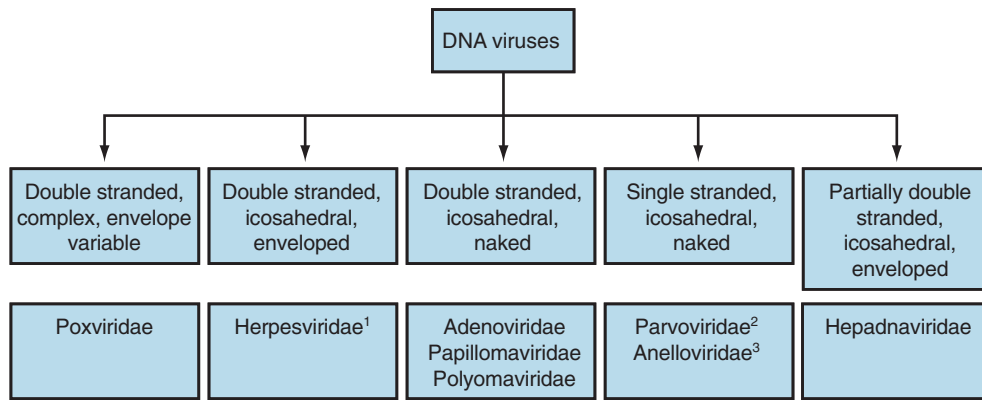 DNA viruses
Double stranded,
complex, envelope
variable
Double stranded,
icosahedral,
enveloped
Double stranded,
icosahedral,
naked
Single stranded,
icosahedral,
naked
Partially double
stranded,
icosahedral,
enveloped
Poxviridae
Herpesviridae¹
Adenoviridae
Papillomaviridae
Polyomaviridae
Parvoviridae²
Anelloviridae³
Hepadnaviridae